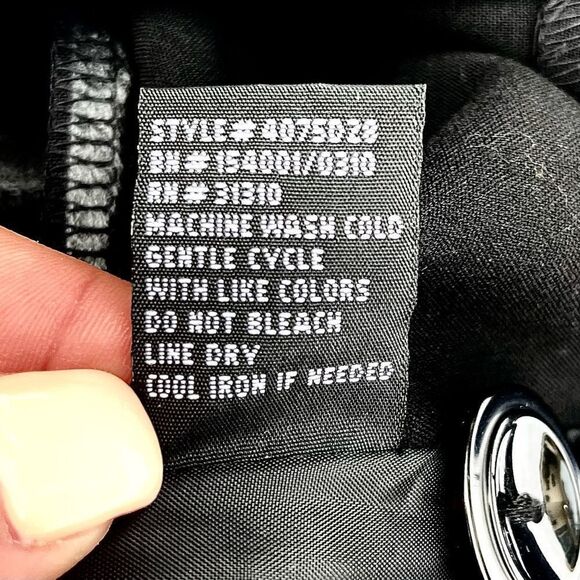 STYLE# 4075DZ8
BN# 154001/0310
RN# 31310
MACHINE WASH COLD
GENTLE CYCLE
WITH LIKE COLORS
DO NOT BLEACH
LINE DRY
COOL IRON IF NEEDED